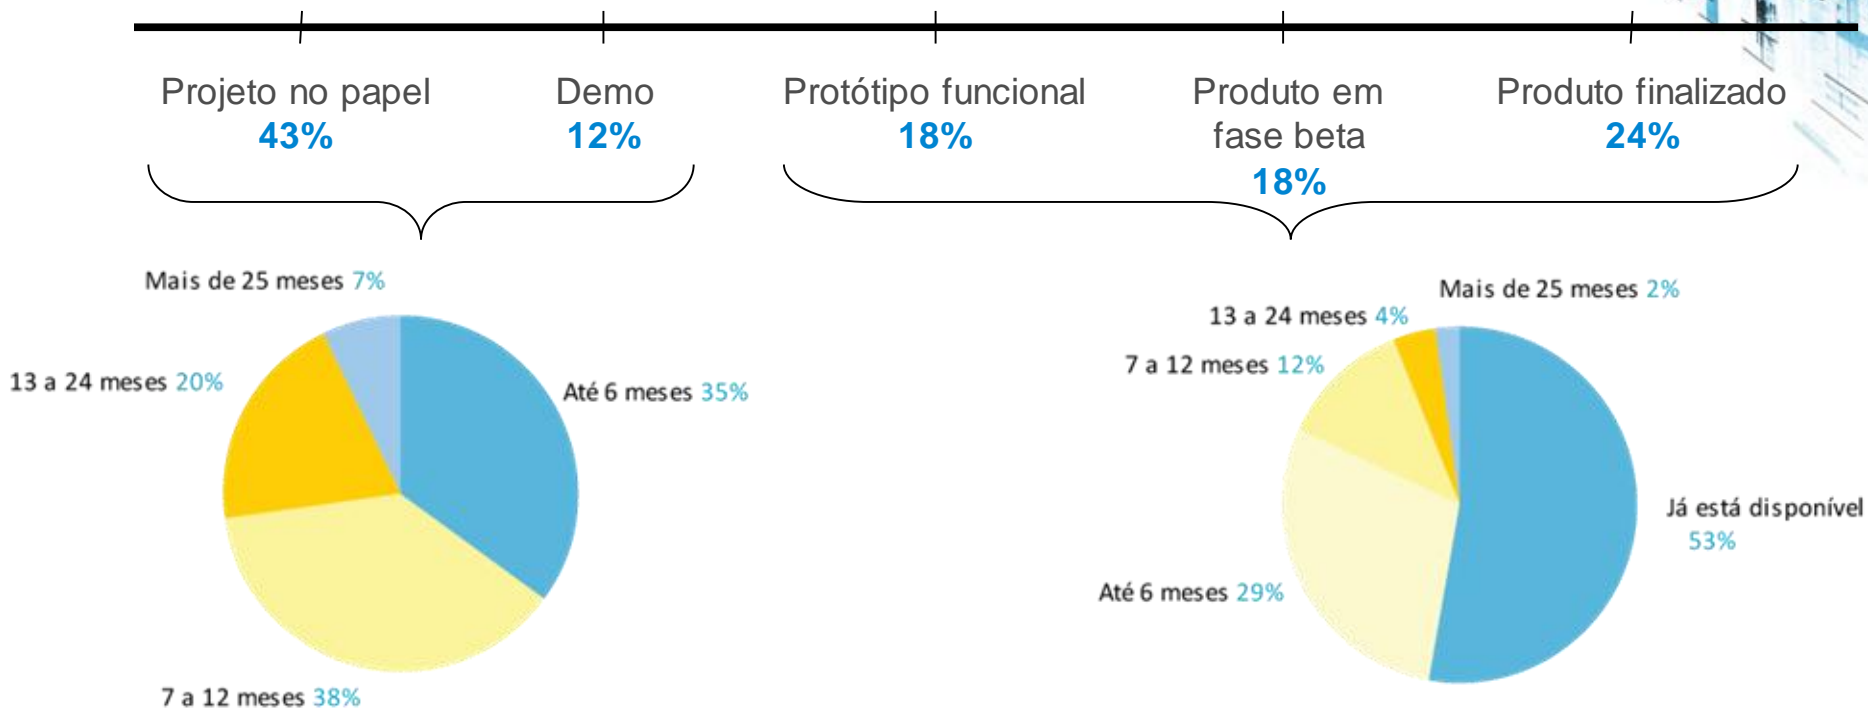 Projeto no papel
43%
Demo
12%
Protótipo funcional
18%
Produto em
fase beta
18%
Produto finalizado
24%
Mais de 25 meses 7%
13 a 24 meses 20%
Até 6 meses 35%
7 a 12 meses 38%
Mais de 25 meses 2%
13 a 24 meses 4%
7 a 12 meses 12%
Já está disponível
53%
Até 6 meses 29%